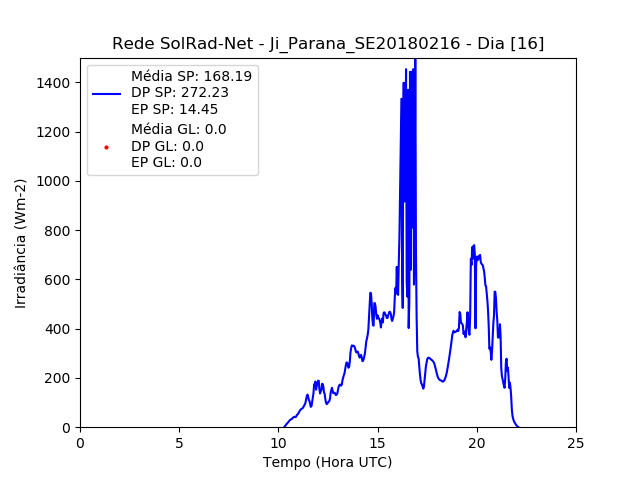 Rede SolRad-Net - Ji_Parana_SE20180216 - Dia [16]
Média SP: 168.19
DP SP: 272.23
EP SP: 14.45
Média GL: 0.0
DP GL: 0.0
EP GL: 0.0
Irradiância (Wm-2)
1400
1200
1000
800
600
400
200
0
0 5 10 15 20 25
Tempo (Hora UTC)